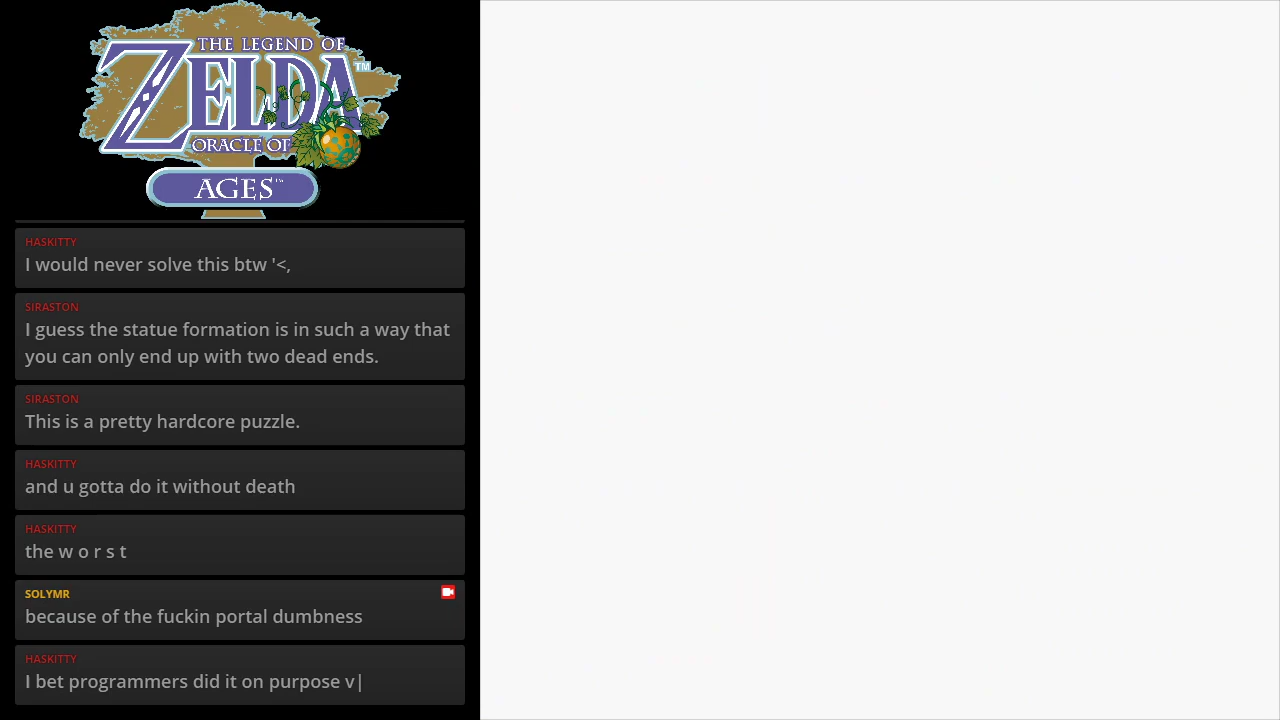 THE LEGEND OF
ZELDA™
ORACLE OF
AGES™
HASKITTY
I would never solve this btw '<,
SIRASTON
I guess the statue formation is in such a way that
you can only end up with two dead ends.
SIRASTON
This is a pretty hardcore puzzle.
HASKITTY
and u gotta do it without death
HASKITTY
the w o r s t
SOLYMR
because of the fuckin portal dumbness
HASKITTY
I bet programmers did it on purpose v|